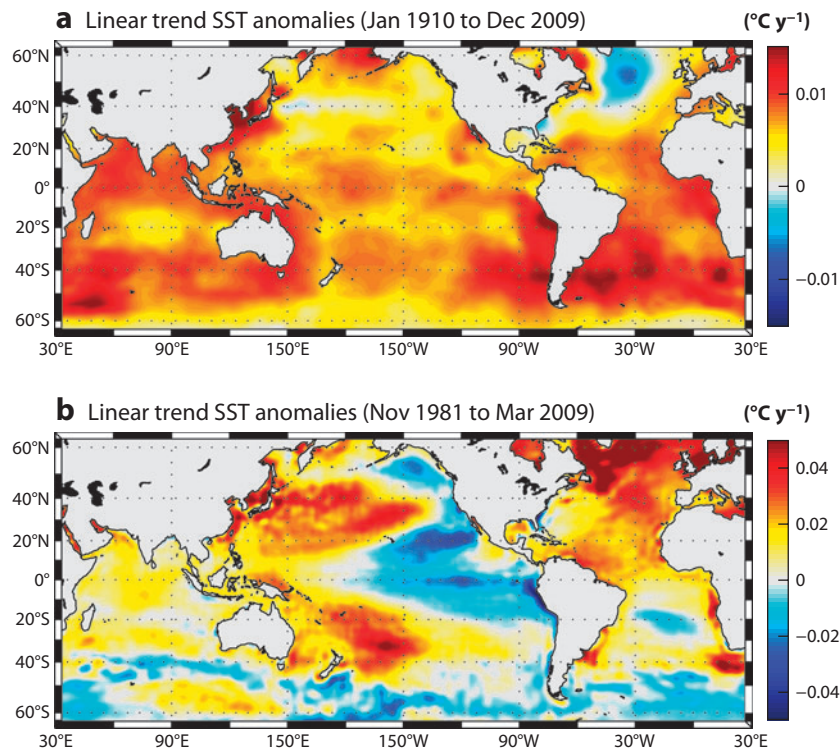 a Linear trend SST anomalies (Jan 1910 to Dec 2009) (°C y⁻¹)
60°N
40°N
20°N
0°
20°S
40°S
60°S
30°E 90°E 150°E 150°W 90°W 30°W 30°E
0.01
0
−0.01
b Linear trend SST anomalies (Nov 1981 to Mar 2009) (°C y⁻¹)
60°N
40°N
20°N
0°
20°S
40°S
60°S
30°E 90°E 150°E 150°W 90°W 30°W 30°E
0.04
0.02
0
−0.02
−0.04